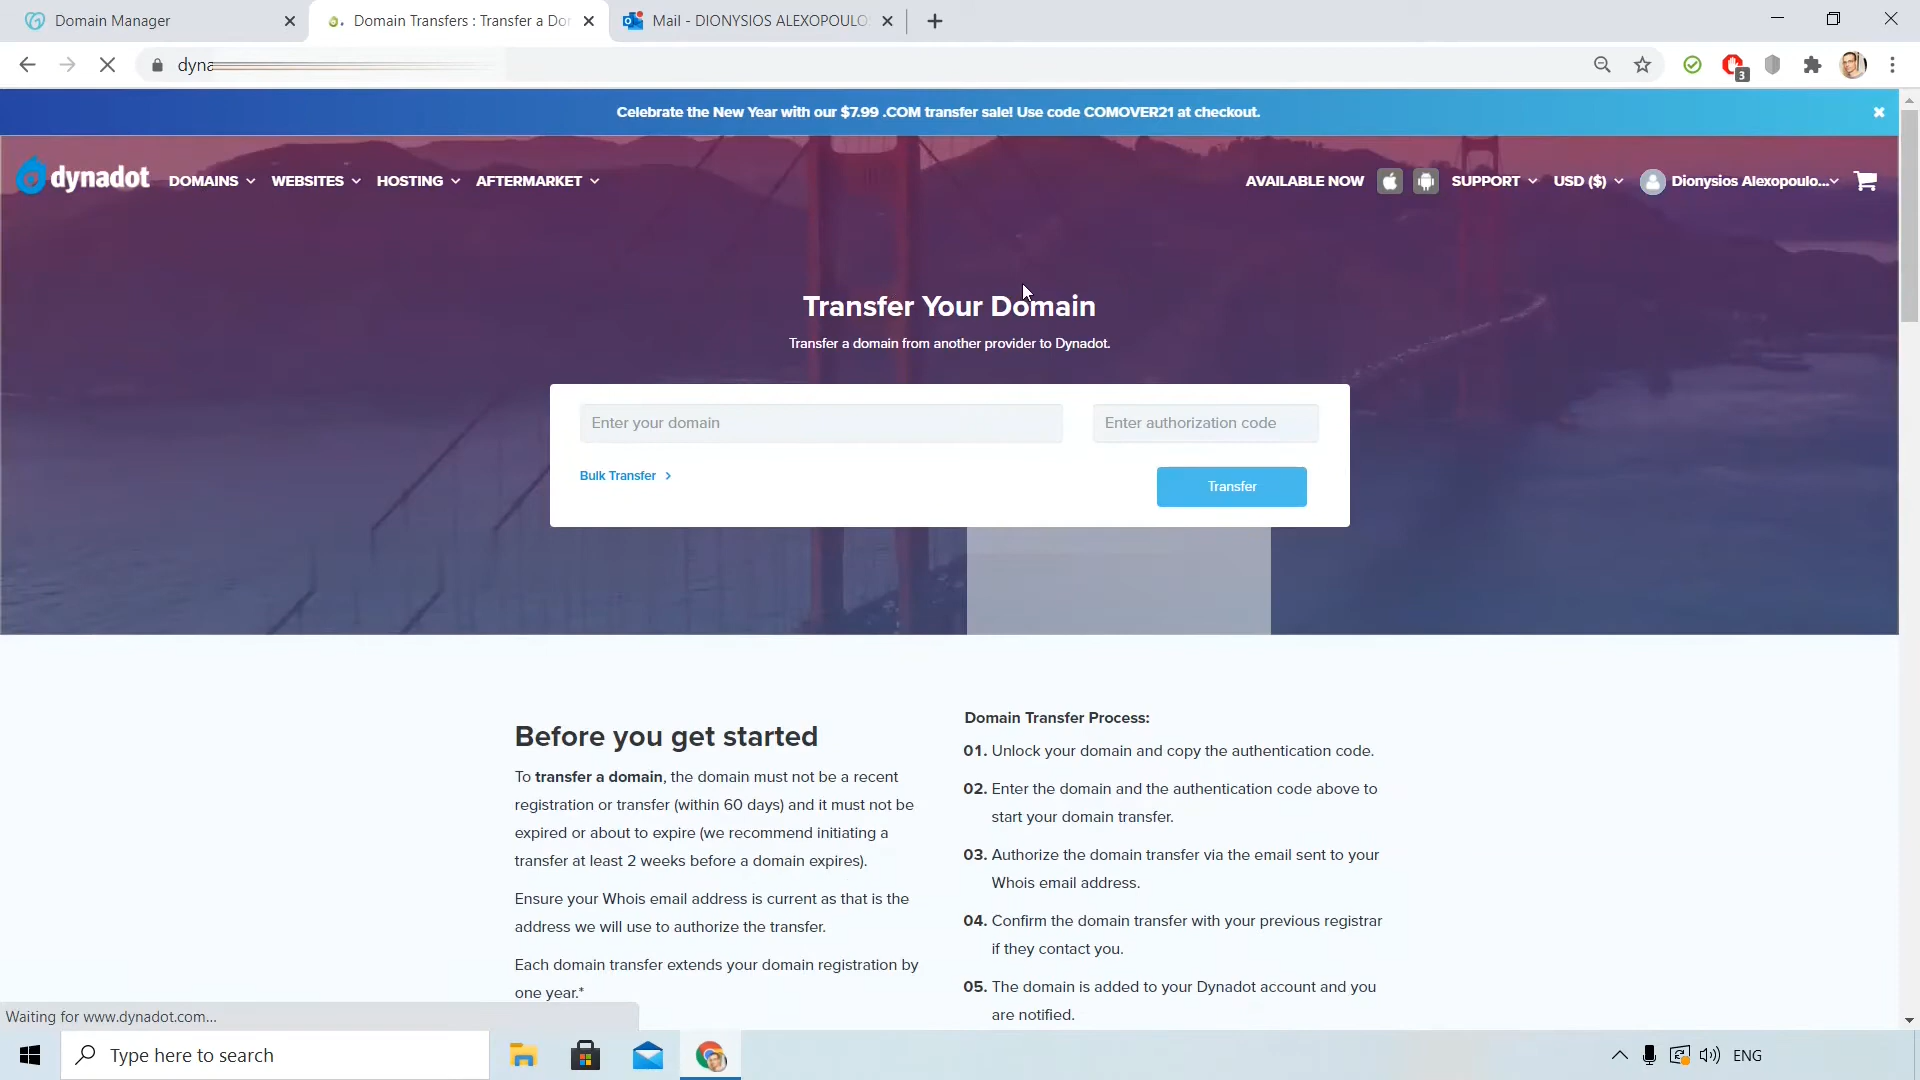 Domain Manager
Domain Transfers : Transfer a Dor
Mail - DIONYSIOS ALEXOPOULO
dyna
3
Celebrate the New Year with our $7.99 .COM transfer sale! Use code COMOVER21 at checkout.
dynadot DOMAINS WEBSITES HOSTING AFTERMARKET AVAILABLE NOW SUPPORT USD ($) Dionysios Alexopoulo...
Transfer Your Domain
Transfer a domain from another provider to Dynadot.
Enter your domain Enter authorization code
Bulk Transfer
Transfer
Before you get started
To transfer a domain, the domain must not be a recent
registration or transfer (within 60 days) and it must not be
expired or about to expire (we recommend initiating a
transfer at least 2 weeks before a domain expires).
Ensure your Whois email address is current as that is the
address we will use to authorize the transfer.
Each domain transfer extends your domain registration by
one year.*
Domain Transfer Process:
01. Unlock your domain and copy the authentication code.
02. Enter the domain and the authentication code above to
start your domain transfer.
03. Authorize the domain transfer via the email sent to your
Whois email address.
04. Confirm the domain transfer with your previous registrar
if they contact you.
05. The domain is added to your Dynadot account and you
are notified.
Waiting for www.dynadot.com...
Type here to search
ENG